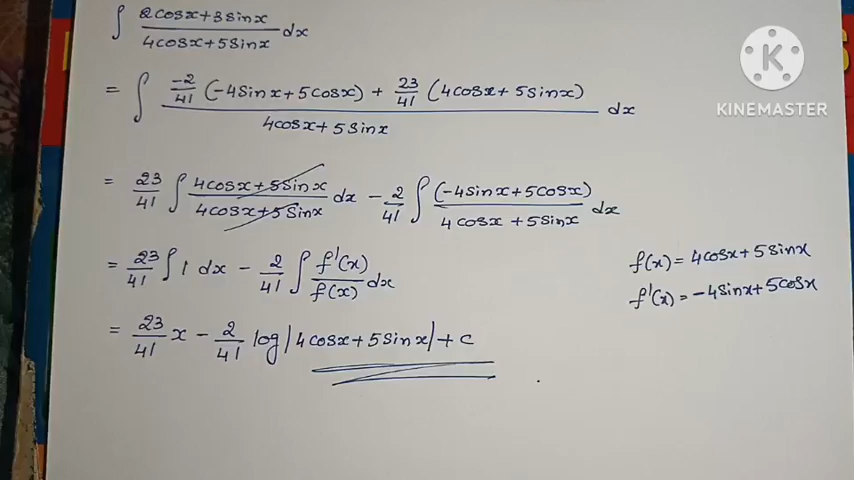 ∫ (2cosx+3sinx)/(4cosx+5sinx) dx
= ∫ (-2/41 (-4sinx+5cosx) + 23/41 (4cosx+5sinx))/(4cosx+5sinx) dx
= 23/41 ∫ (4cosx+5sinx)/(4cosx+5sinx) dx - 2/41 ∫ (-4sinx+5cosx)/(4cosx+5sinx) dx
= 23/41 ∫ 1 dx - 2/41 ∫ f'(x)/f(x) dx
= 23/41 x - 2/41 log|4cosx+5sinx|+c
f(x)=4cosx+5sinx
f'(x)=-4sinx+5cosx
K
KINEMASTER